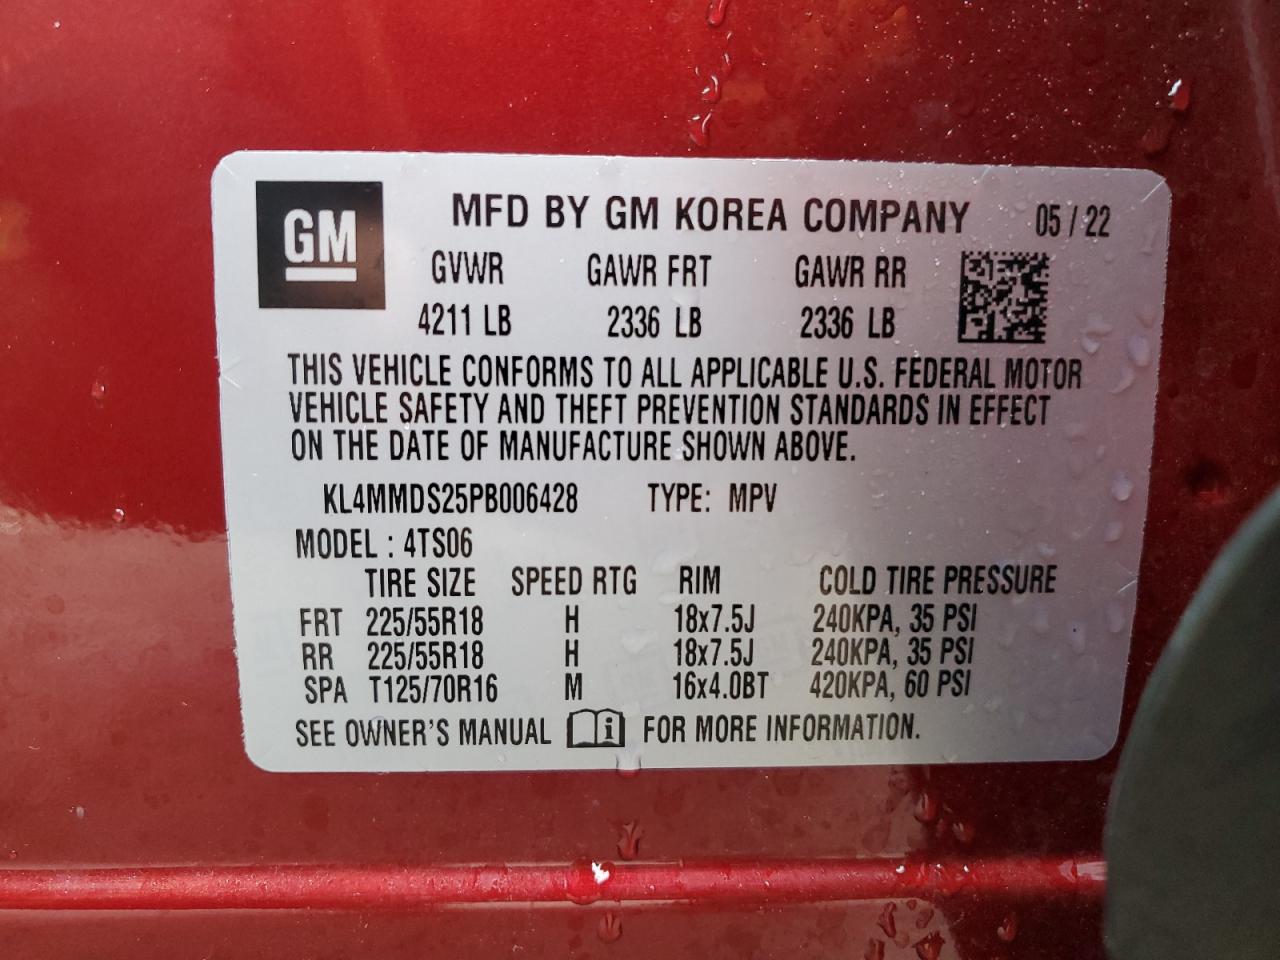 GM
MFD BY GM KOREA COMPANY 05 / 22
GVWR GAWR FRT GAWR RR
4211 LB 2336 LB 2336 LB
THIS VEHICLE CONFORMS TO ALL APPLICABLE U.S. FEDERAL MOTOR
VEHICLE SAFETY AND THEFT PREVENTION STANDARDS IN EFFECT
ON THE DATE OF MANUFACTURE SHOWN ABOVE.
KL4MMDS25PB006428 TYPE: MPV
MODEL : 4TS06
TIRE SIZE SPEED RTG RIM COLD TIRE PRESSURE
FRT 225/55R18 H 18x7.5J 240KPA, 35 PSI
RR 225/55R18 H 18x7.5J 240KPA, 35 PSI
SPA T125/70R16 M 16x4.0BT 420KPA, 60 PSI
SEE OWNER'S MANUAL i FOR MORE INFORMATION.